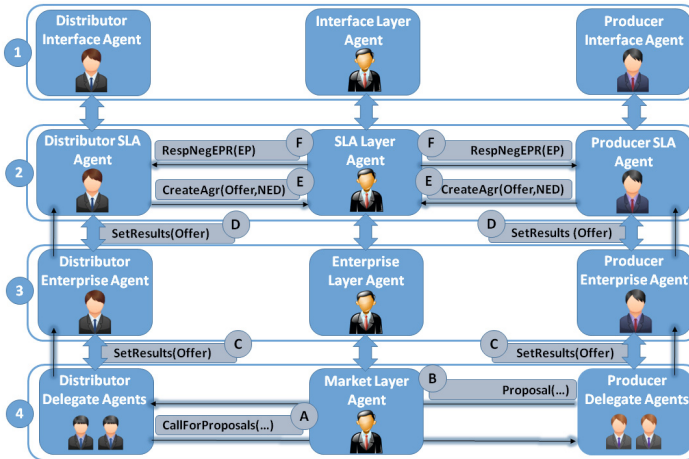 Distributor
Interface Agent
Interface Layer
Agent
Producer
Interface Agent
1
Distributor SLA
Agent
RespNegEPR(EP)
F
SLA Layer
Agent
F
RespNegEPR(EP)
Producer SLA
Agent
2
CreateAgr(Offer,NED)
E
E
CreateAgr(Offer,NED)
SetResults(Offer)
D
D
SetResults (Offer)
Distributor
Enterprise Agent
Enterprise
Layer Agent
Producer
Enterprise Agent
3
SetResults(Offer)
C
C
SetResults(Offer)
Distributor
Delegate Agents
Market Layer
Agent
B
Proposal(...)
Producer
Delegate Agents
4
CallForProposals(...)
A